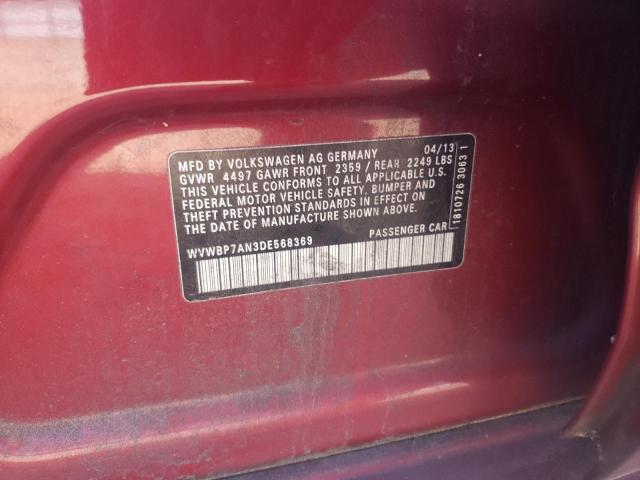 MFD BY VOLKSWAGEN AG GERMANY 04/13
GVWR 4497 GAWR FRONT 2359 / REAR 2249 LBS
THIS VEHICLE CONFORMS TO ALL APPLICABLE U.S.
FEDERAL MOTOR VEHICLE SAFETY, BUMPER AND
THEFT PREVENTION STANDARDS IN EFFECT ON
THE DATE OF MANUFACTURE SHOWN ABOVE.
WVWBP7AN3DE568369 PASSENGER CAR
1810726 30631